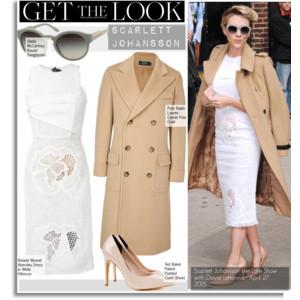 GET THE LOOK
SCARLETT
JOHANSSON
Stella
McCartney
Round
Sunglasses
Polo Ralph
Lauren
Camel Polo
Coat
Roland Mouret
Aberdey Dress
in White
Hibiscus
Ted Baker
Patent
Pointed
Court Shoes
Scarlett Johansson the Late Show
with David Letterman April 27
2015